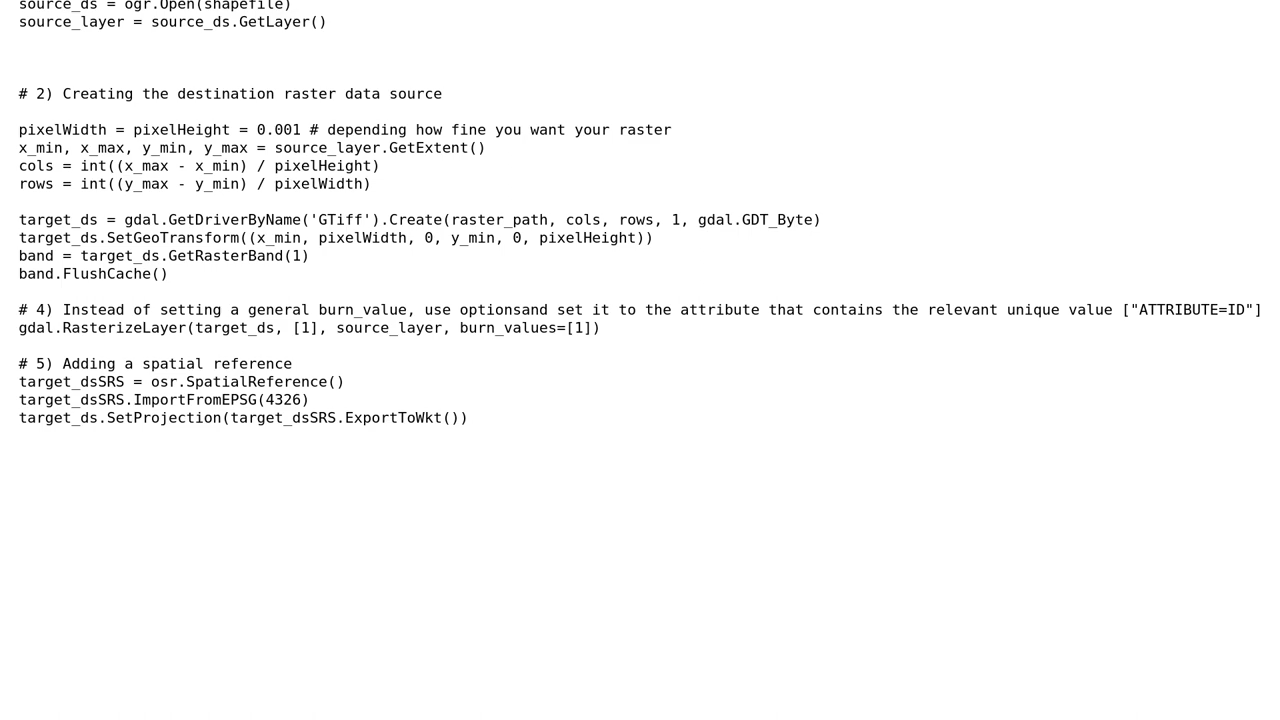 source_ds = ogr.Open(shapefile)
source_layer = source_ds.GetLayer()
# 2) Creating the destination raster data source
pixelWidth = pixelHeight = 0.001 # depending how fine you want your raster
x_min, x_max, y_min, y_max = source_layer.GetExtent()
cols = int((x_max - x_min) / pixelHeight)
rows = int((y_max - y_min) / pixelWidth)
target_ds = gdal.GetDriverByName('GTiff').Create(raster_path, cols, rows, 1, gdal.GDT_Byte)
target_ds.SetGeoTransform((x_min, pixelWidth, 0, y_min, 0, pixelHeight))
band = target_ds.GetRasterBand(1)
band.FlushCache()
# 4) Instead of setting a general burn_value, use optionsand set it to the attribute that contains the relevant unique value ["ATTRIBUTE=ID"]
gdal.RasterizeLayer(target_ds, [1], source_layer, burn_values=[1])
# 5) Adding a spatial reference
target_dsSRS = osr.SpatialReference()
target_dsSRS.ImportFromEPSG(4326)
target_ds.SetProjection(target_dsSRS.ExportToWkt())